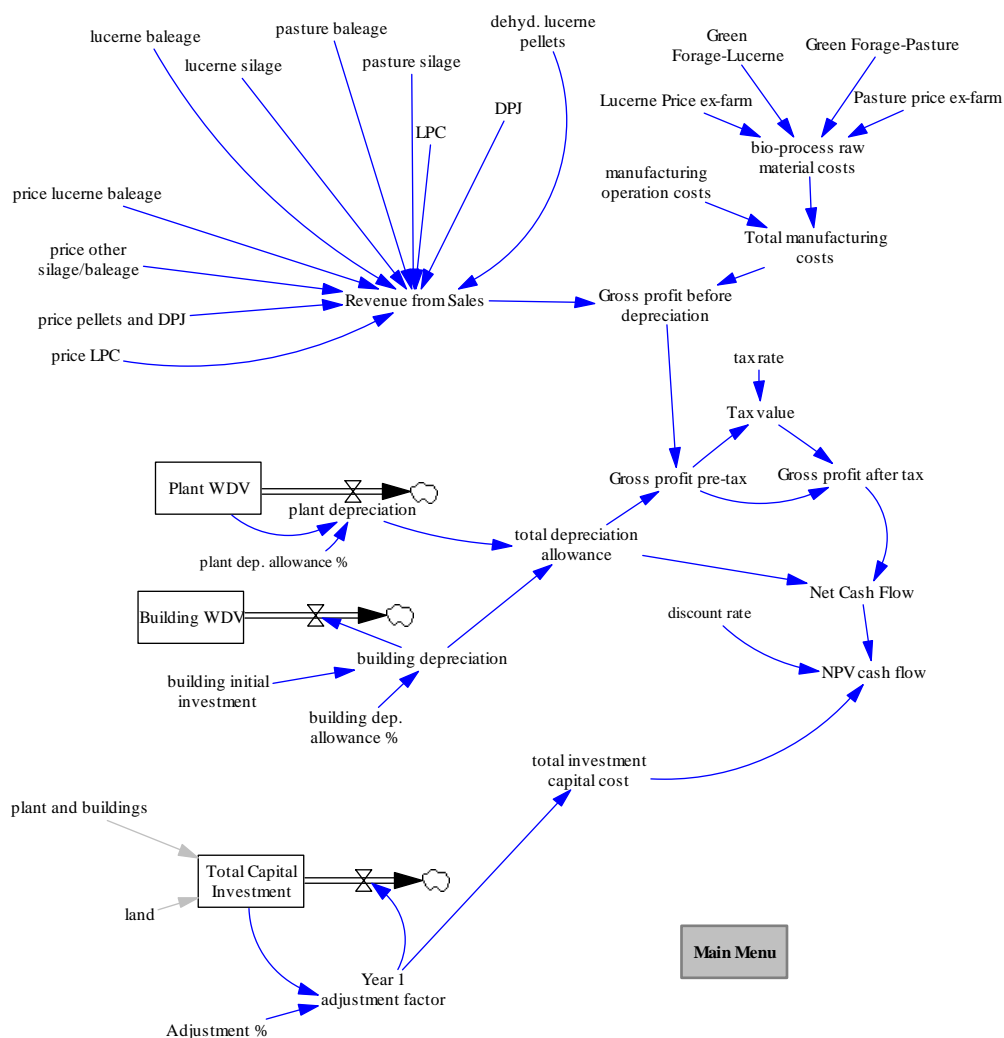 lucerne baleage
pasture baleage
dehyd. lucerne
pellets
lucerne silage
pasture silage
DPJ
LPC
Green
Forage-Lucerne
Green Forage-Pasture
Lucerne Price ex-farm
Pasture price ex-farm
bio-process raw
material costs
manufacturing
operation costs
Total manufacturing
costs
price lucerne baleage
price other
silage/baleage
price pellets and DPJ
price LPC
Revenue from Sales
Gross profit before
depreciation
tax rate
Tax value
Gross profit pre-tax
Gross profit after tax
Plant WDV
plant depreciation
plant dep. allowance %
total depreciation
allowance
Building WDV
building depreciation
building initial
investment
building dep.
allowance %
Net Cash Flow
discount rate
NPV cash flow
total investment
capital cost
plant and buildings
Total Capital
Investment
land
Year 1
adjustment factor
Adjustment %
Main Menu